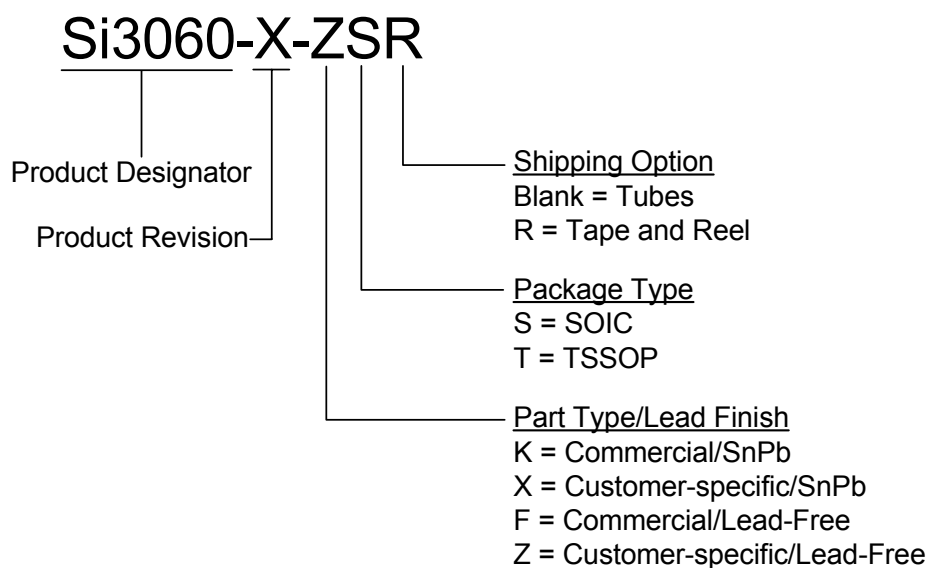 Si3060-X-ZSR
Product Designator
Product Revision
Shipping Option
Blank = Tubes
R = Tape and Reel
Package Type
S = SOIC
T = TSSOP
Part Type/Lead Finish
K = Commercial/SnPb
X = Customer-specific/SnPb
F = Commercial/Lead-Free
Z = Customer-specific/Lead-Free